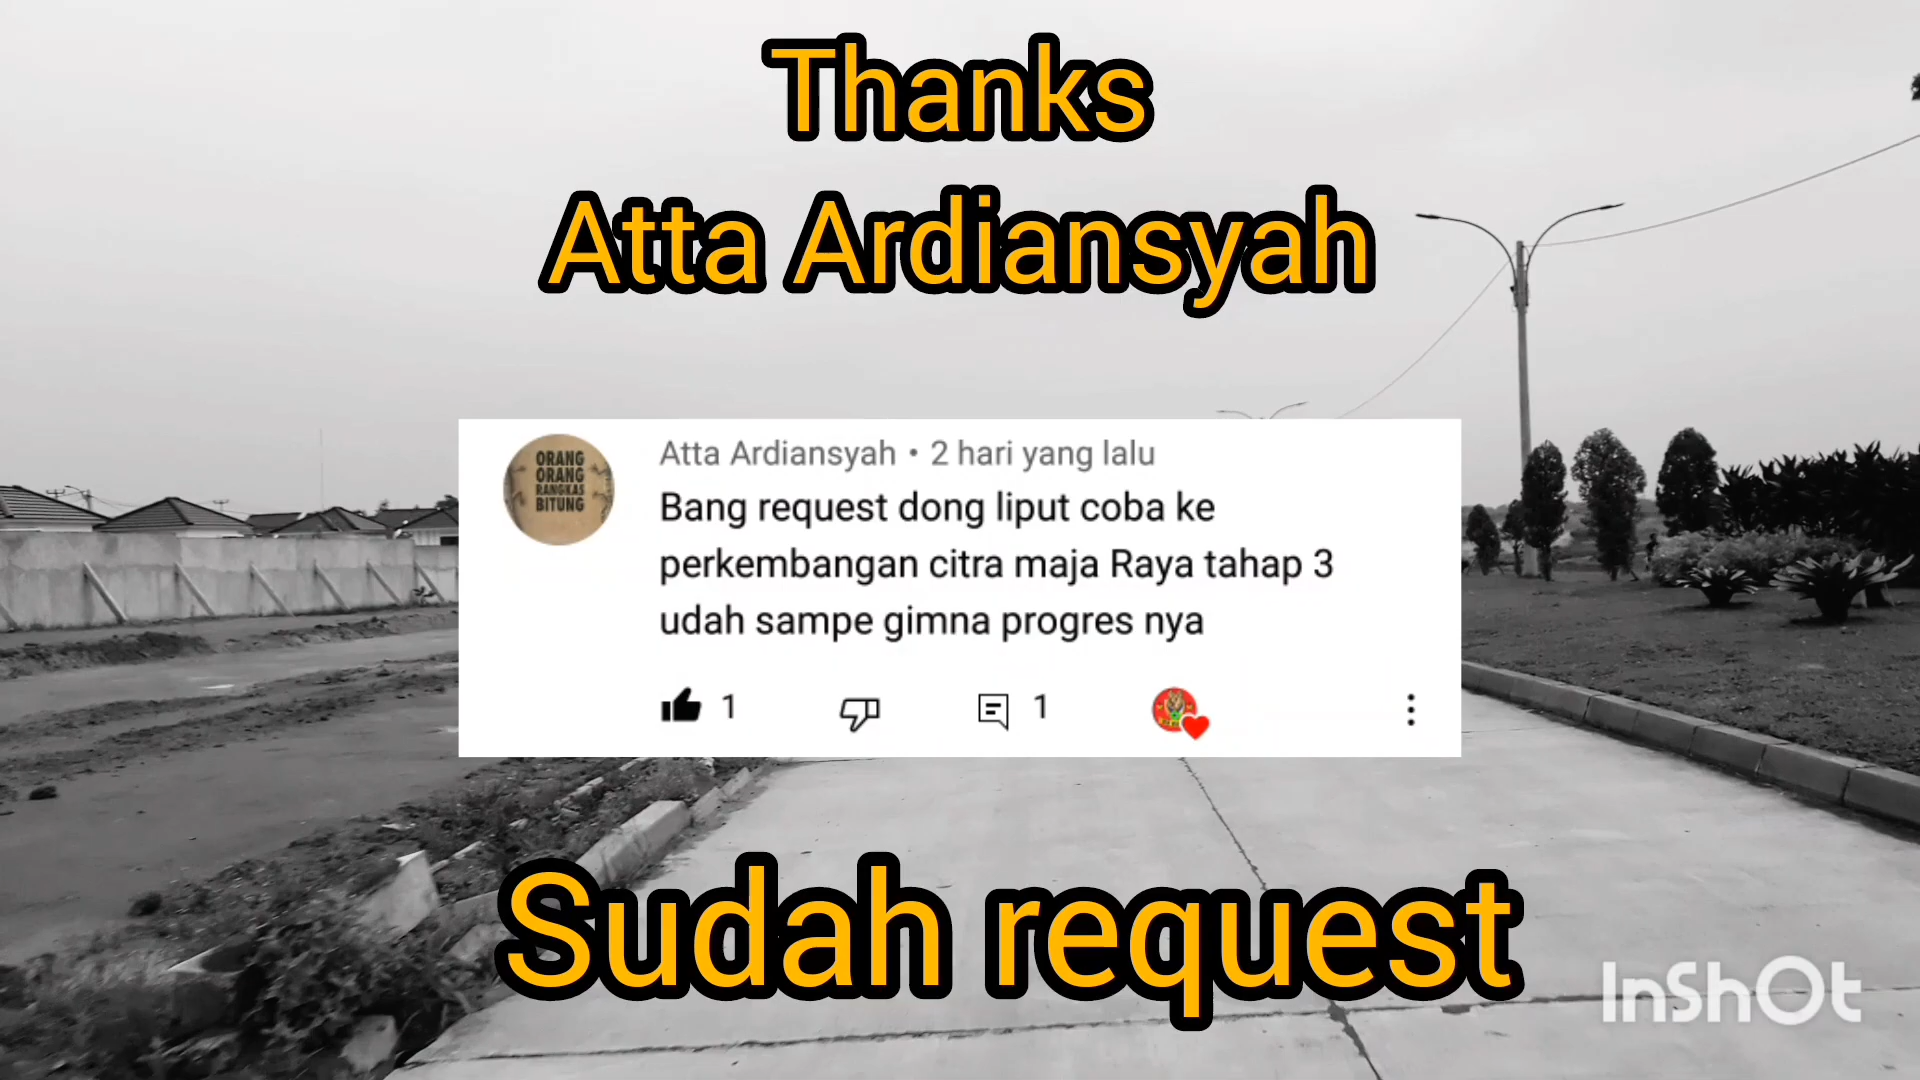 Thanks
Atta Ardiansyah
ORANG
ORANG
RANGKAS
BITUNG
Atta Ardiansyah • 2 hari yang lalu
Bang request dong liput coba ke
perkembangan citra maja Raya tahap 3
udah sampe gimna progres nya
1
1
Sudah request
InShOt